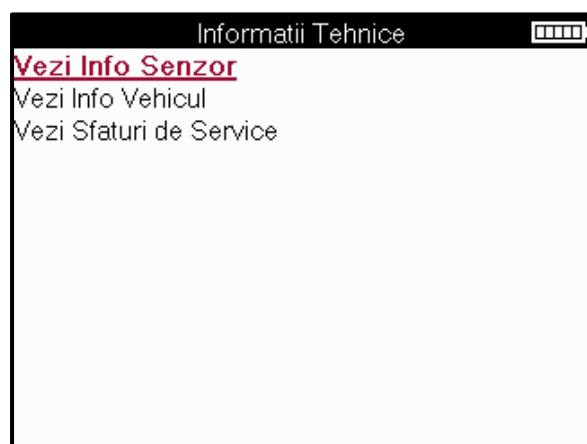 Informatii Tehnice
Vezi Info Senzor
Vezi Info Vehicul
Vezi Sfaturi de Service